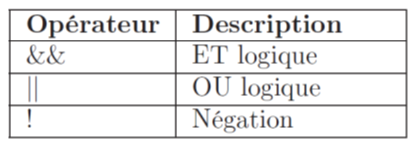 Opérateur Description
&& ET logique
|| OU logique
! Négation